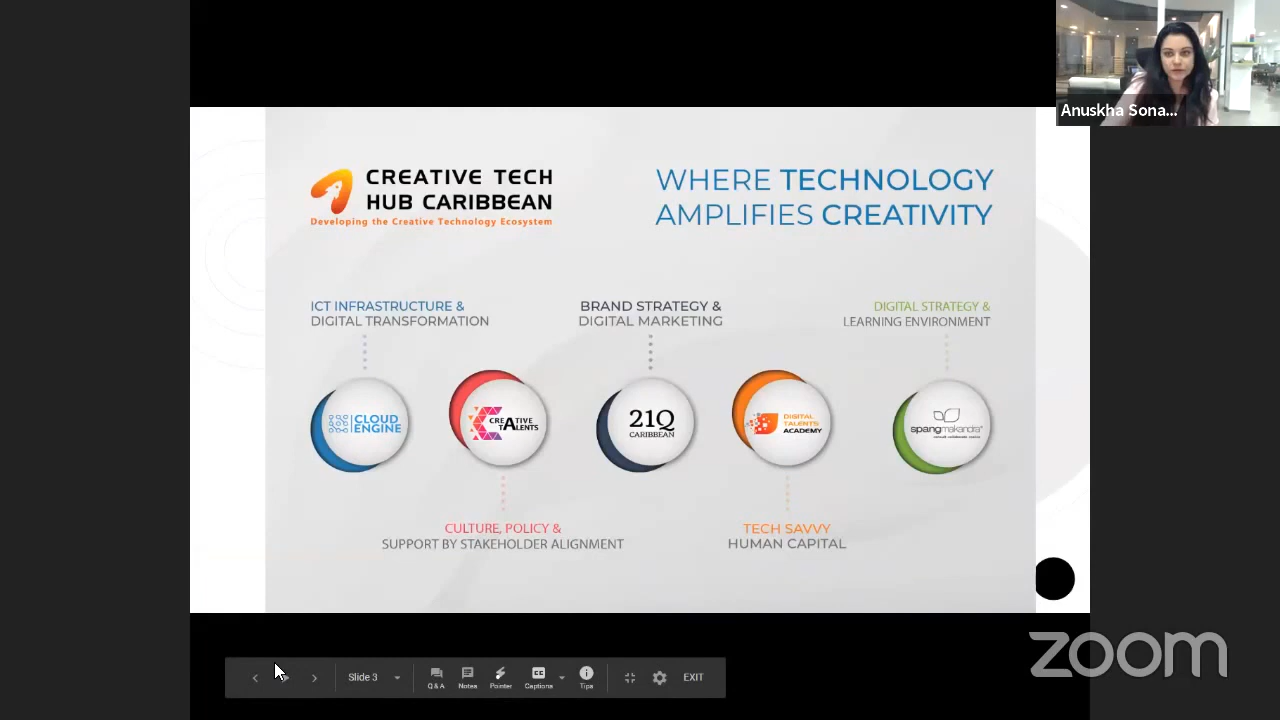 Anuskha Sona...
CREATIVE TECH
HUB CARIBBEAN
Developing the Creative Technology Ecosystem
WHERE TECHNOLOGY
AMPLIFIES CREATIVITY
ICT INFRASTRUCTURE &
DIGITAL TRANSFORMATION
BRAND STRATEGY &
DIGITAL MARKETING
DIGITAL STRATEGY &
LEARNING ENVIRONMENT
CLOUD
ENGINE
CREATIVE
TALENTS
21Q
CARIBBEAN
DIGITAL
TALENTS
ACADEMY
spangmakandra
CULTURE, POLICY &
SUPPORT BY STAKEHOLDER ALIGNMENT
TECH SAVVY
HUMAN CAPITAL
zoom
Slide 3
Q & A
Notes
Pointer
Captions
Tips
EXIT